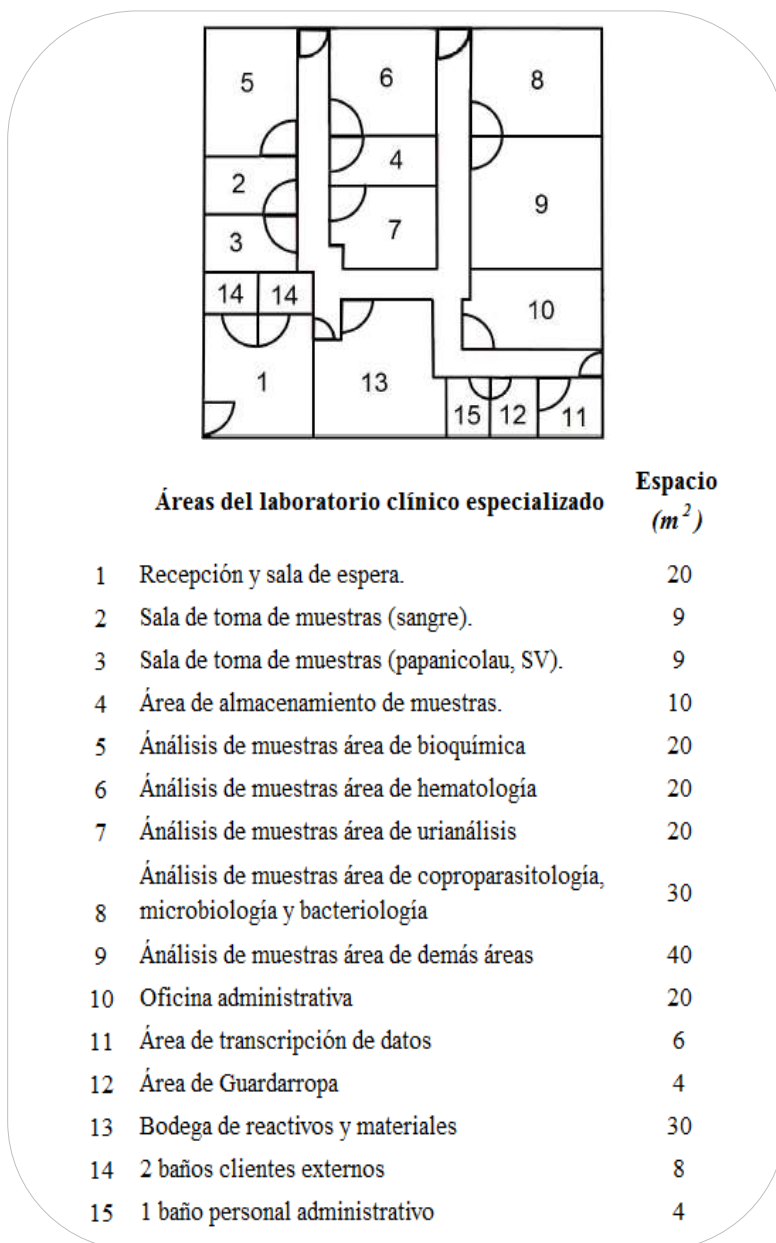 5
6
8
2
4
9
3
7
14
14
10
1
13
15
12
11
Áreas del laboratorio clínico especializado
Espacio
(m²)
1 Recepción y sala de espera. 20
2 Sala de toma de muestras (sangre). 9
3 Sala de toma de muestras (papanicolau, SV). 9
4 Área de almacenamiento de muestras. 10
5 Ánálisis de muestras área de bioquímica 20
6 Ánálisis de muestras área de hematología 20
7 Ánálisis de muestras área de urianálisis 20
Ánálisis de muestras área de coproparasitología,
8 microbiología y bacteriología 30
9 Ánálisis de muestras área de demás áreas 40
10 Oficina administrativa 20
11 Área de transcripción de datos 6
12 Área de Guardarropa 4
13 Bodega de reactivos y materiales 30
14 2 baños clientes externos 8
15 1 baño personal administrativo 4